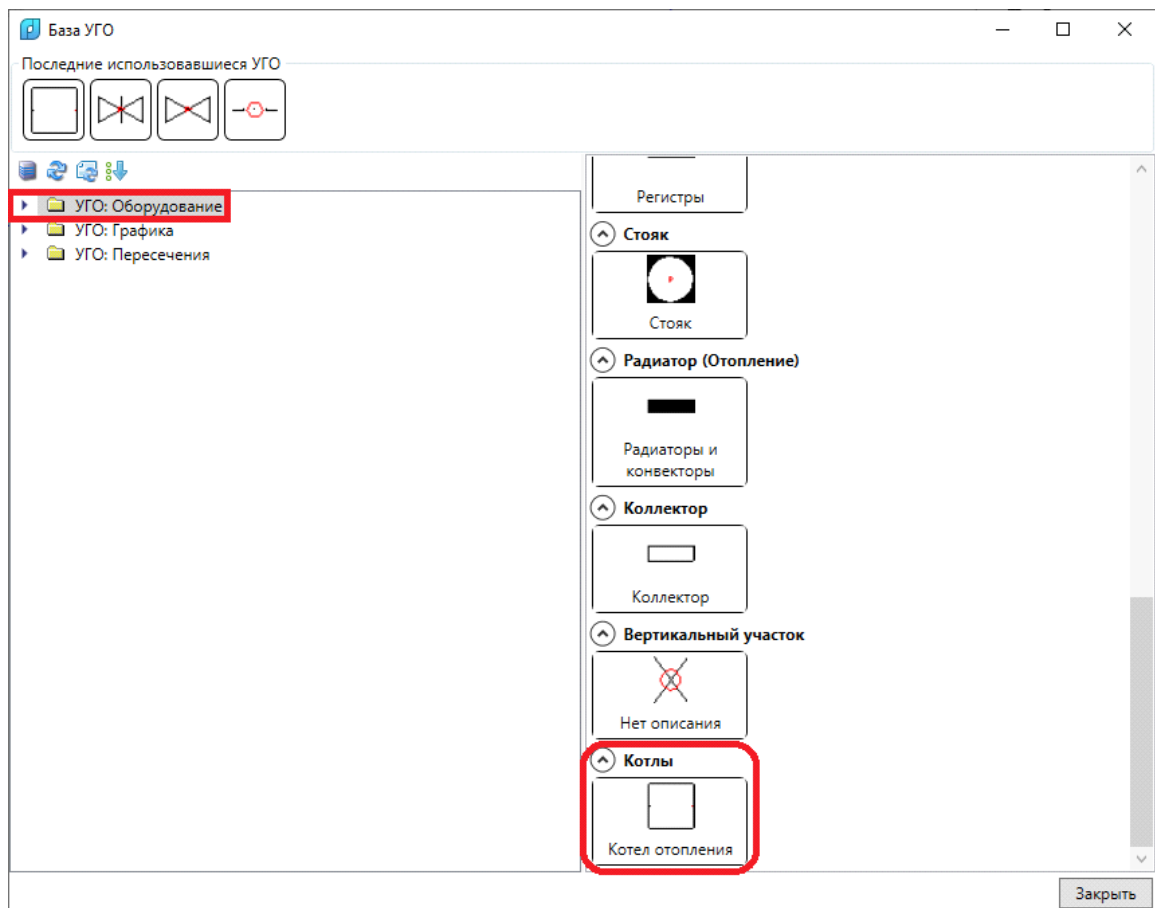 База УГО
Последние использовавшиеся УГО
УГО: Оборудование
УГО: Графика
УГО: Пересечения
Регистры
Стояк
Стояк
Радиатор (Отопление)
Радиаторы и
конвекторы
Коллектор
Коллектор
Вертикальный участок
Нет описания
Котлы
Котел отопления
Закрыть